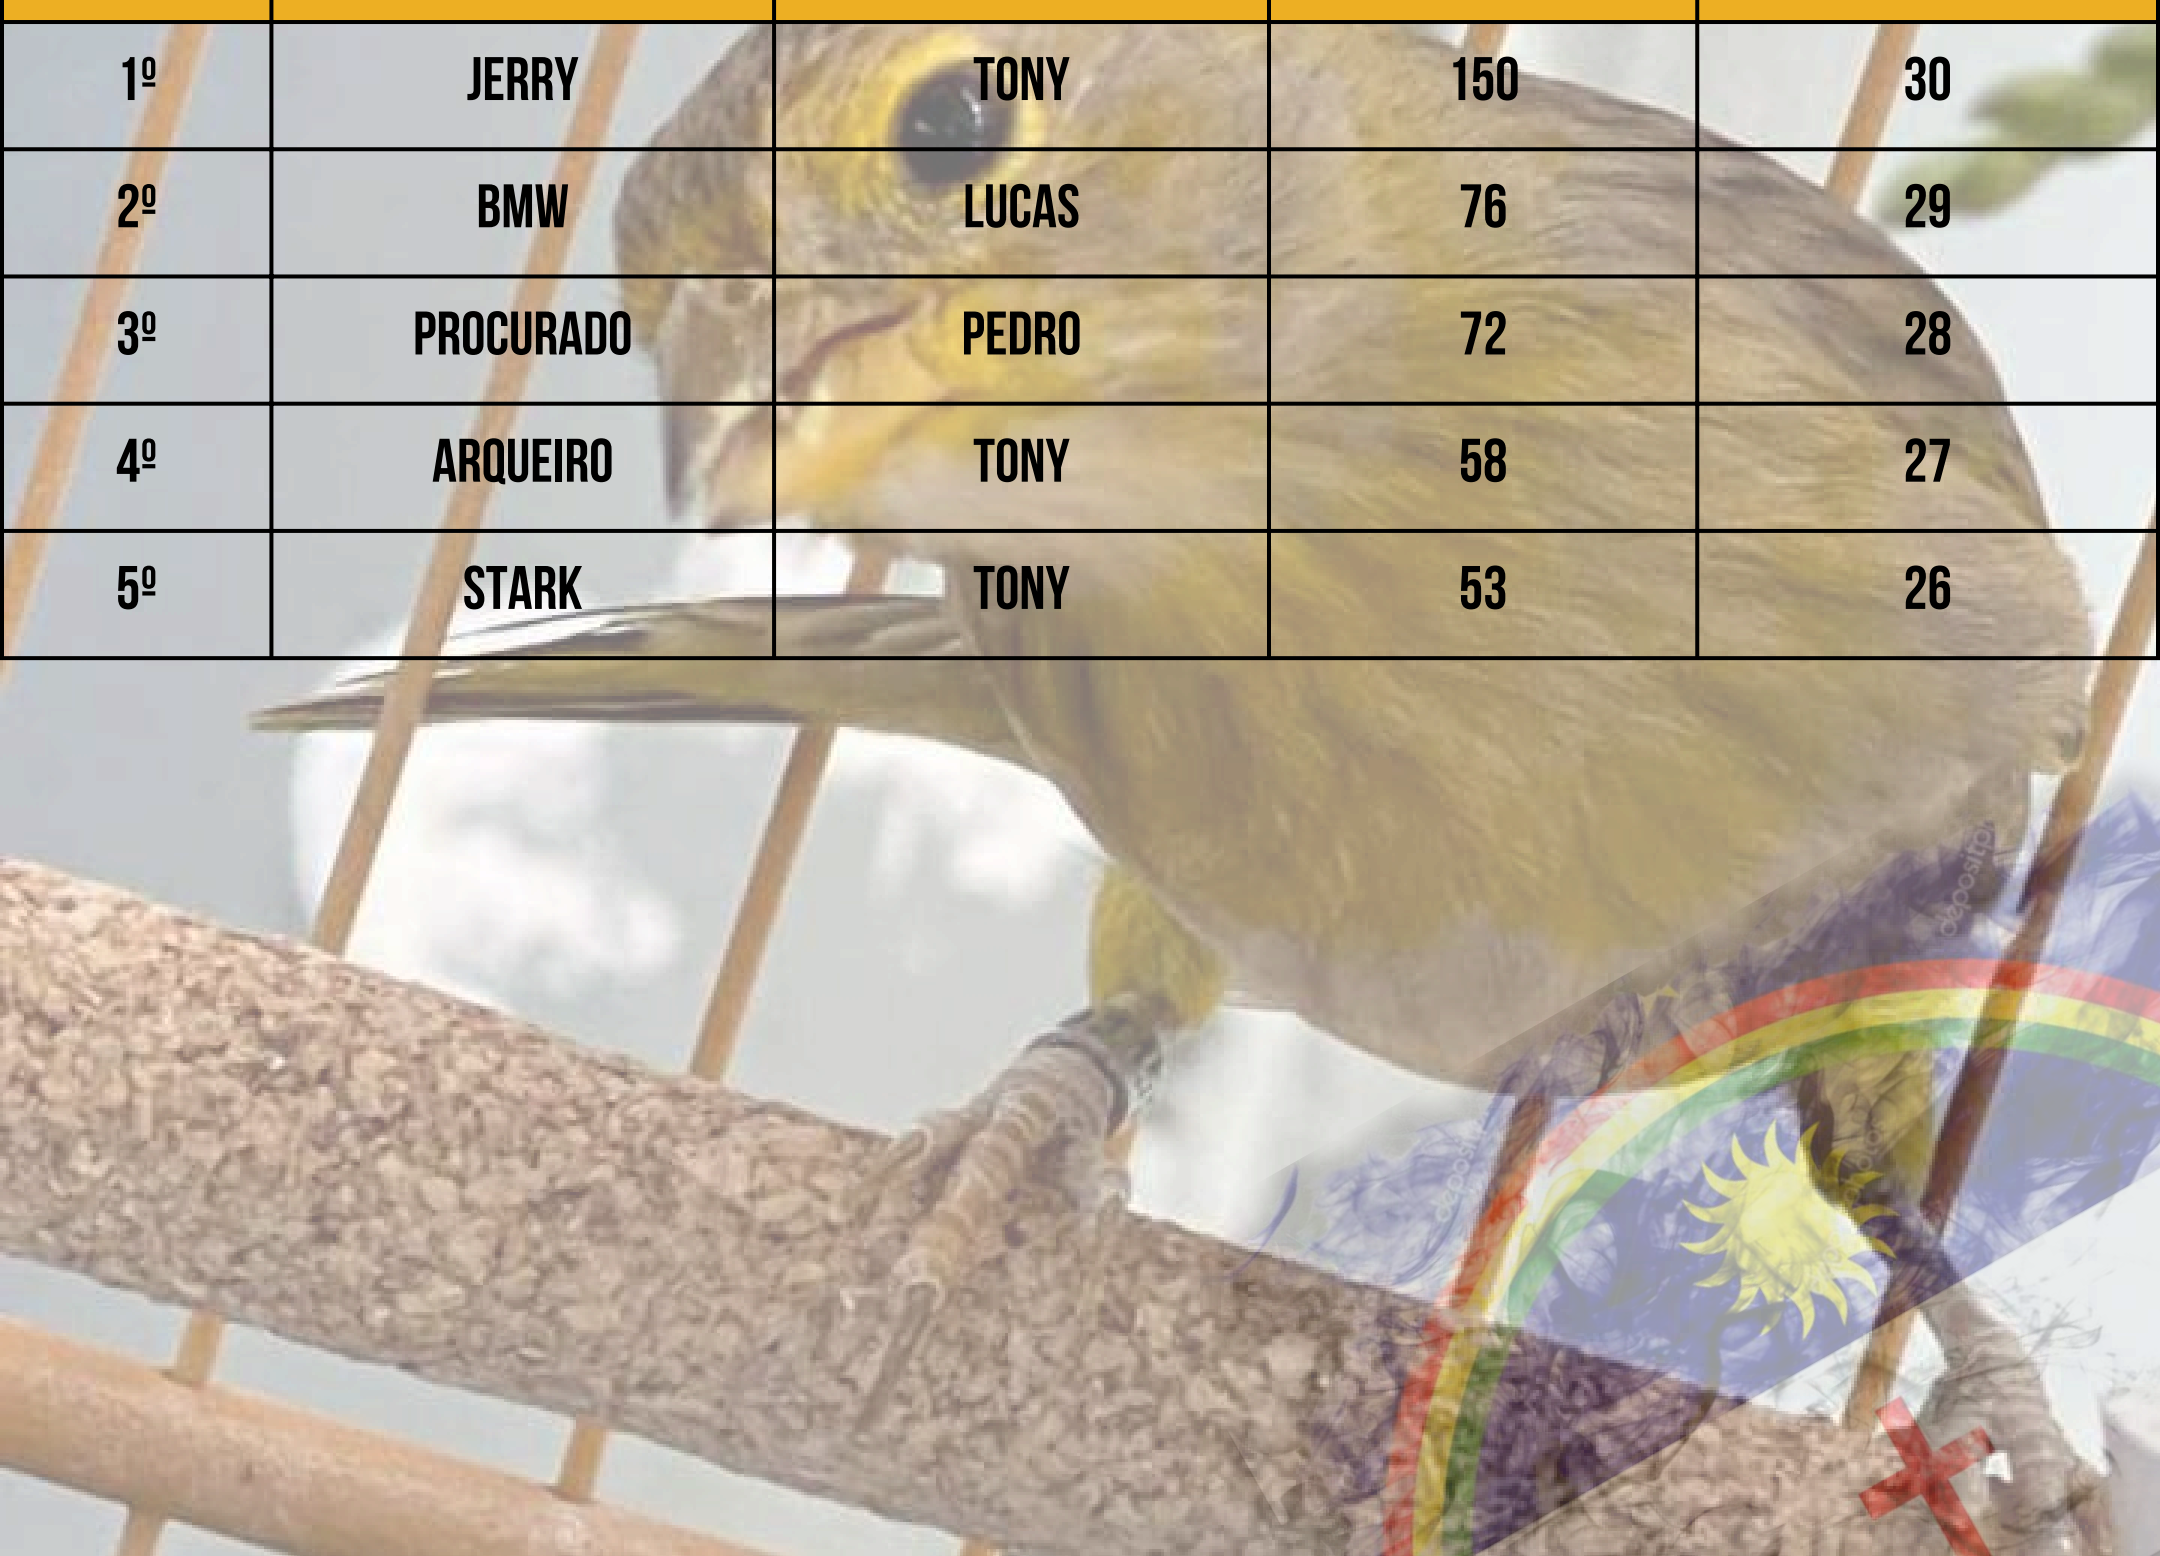 1º JERRY TONY 150 30
2º BMW LUCAS 76 29
3º PROCURADO PEDRO 72 28
4º ARQUEIRO TONY 58 27
5º STARK TONY 53 26